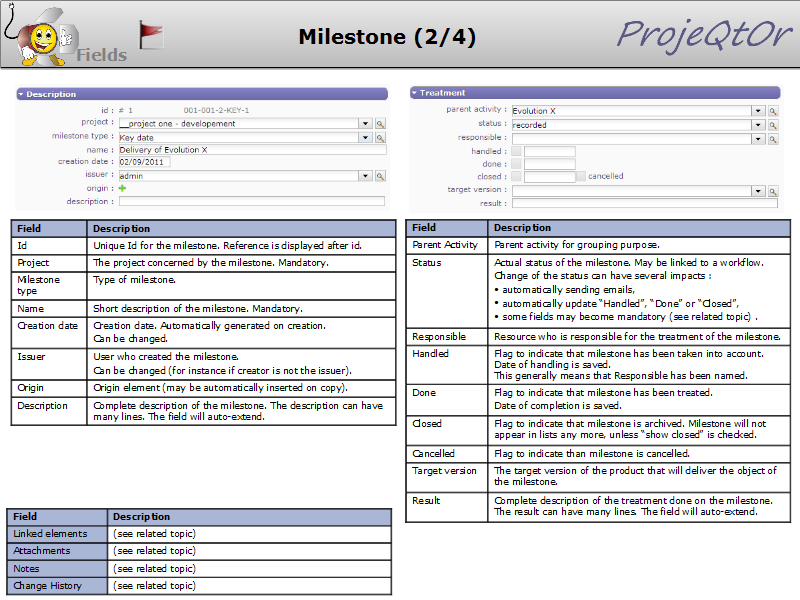 Fields
Milestone (2/4)
ProjeQtOr
Description
id : # 1 001-001-2-KEY-1
project : __project one - developement
milestone type : Key date
name : Delivery of Evolution X
creation date : 02/09/2011
issuer : admin
origin :
description :
Treatment
parent activity : Evolution X
status : recorded
responsible :
handled :
done :
closed : cancelled
target version :
result :
Field Description
Id Unique Id for the milestone. Reference is displayed after id.
Project The project concerned by the milestone. Mandatory.
Milestone type Type of milestone.
Name Short description of the milestone. Mandatory.
Creation date Creation date. Automatically generated on creation.
Can be changed.
Issuer User who created the milestone.
Can be changed (for instance if creator is not the issuer).
Origin Origin element (may be automatically inserted on copy).
Description Complete description of the milestone. The description can have
many lines. The field will auto-extend.
Field Description
Parent Activity Parent activity for grouping purpose.
Status Actual status of the milestone. May be linked to a workflow.
Change of the status can have several impacts :
• automatically sending emails,
• automatically update “Handled”, “Done” or “Closed”,
• some fields may become mandatory (see related topic) .
Responsible Resource who is responsible for the treatment of the milestone.
Handled Flag to indicate that milestone has been taken into account.
Date of handling is saved.
This generally means that Responsible has been named.
Done Flag to indicate that milestone has been treated.
Date of completion is saved.
Closed Flag to indicate that milestone is archived. Milestone will not
appear in lists any more, unless “show closed” is checked.
Cancelled Flag to indicate than milestone is cancelled.
Target version The target version of the product that will deliver the object of
the milestone.
Result Complete description of the treatment done on the milestone.
The result can have many lines. The field will auto-extend.
Field Description
Linked elements (see related topic)
Attachments (see related topic)
Notes (see related topic)
Change History (see related topic)